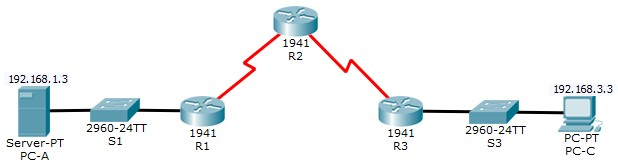 1941
R2
192.168.1.3
Server-PT
PC-A
2960-24TT
S1
1941
R1
1941
R3
2960-24TT
S3
192.168.3.3
PC-PT
PC-C